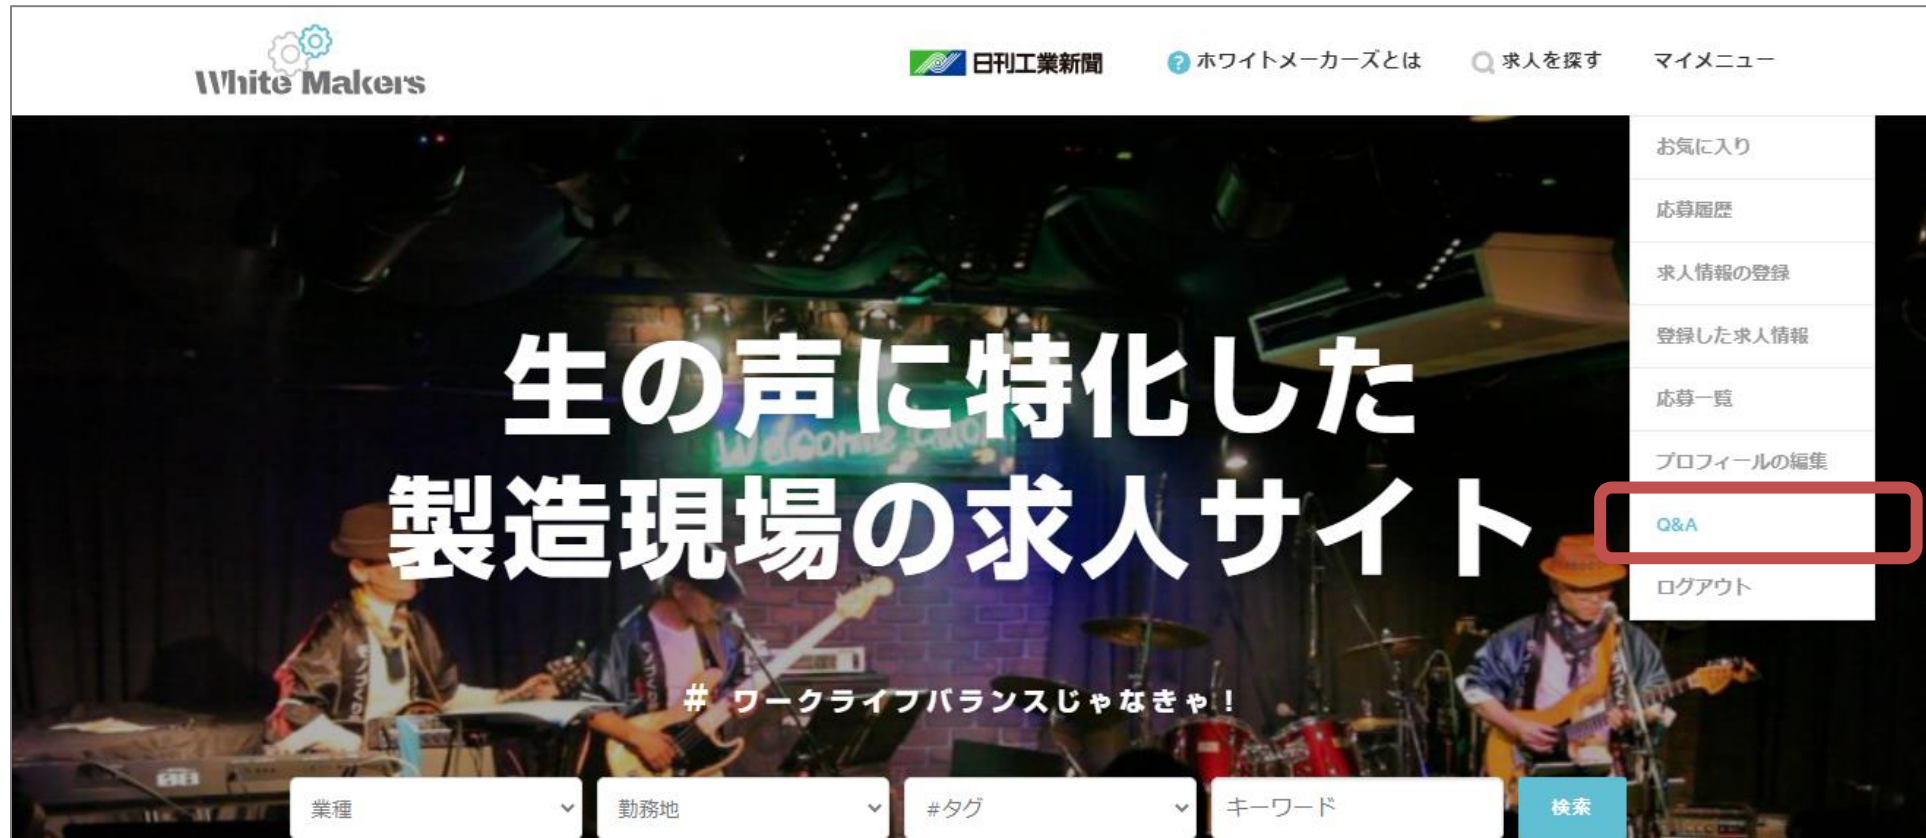 White Makers
日刊工業新聞
ホワイトメーカーズとは
求人を探す
マイメニュー
お気に入り
応募履歴
求人情報の登録
登録した求人情報
応募一覧
プロフィールの編集
Q&A
ログアウト
生の声に特化した
製造現場の求人サイト
# ワークライフバランスじゃなきゃ!
業種
勤務地
#タグ
キーワード
検索